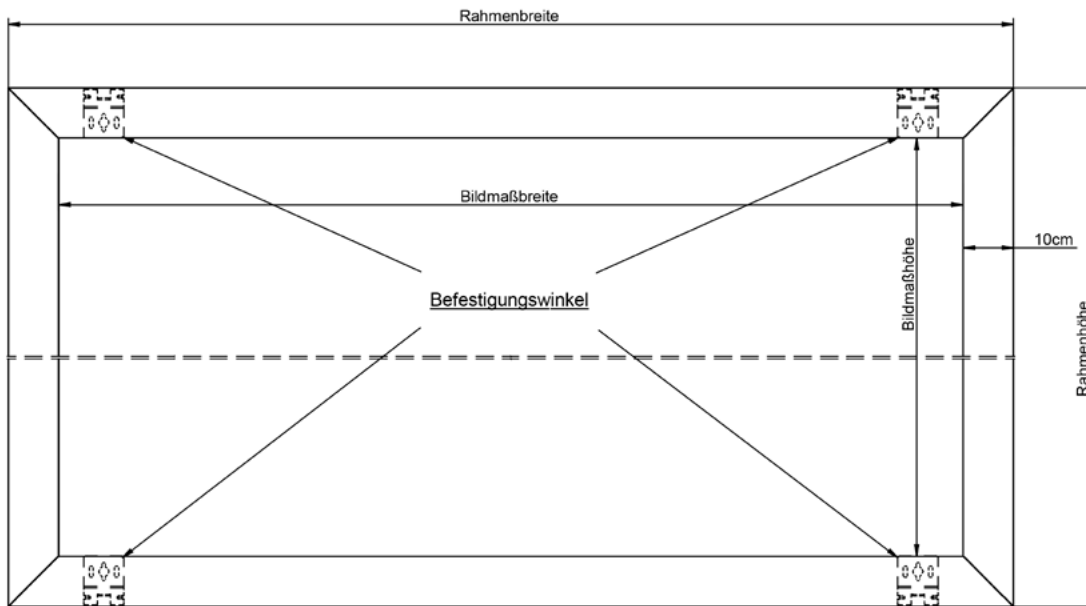 Rahmenbreite
Bildmaßbreite
10cm
Bildmaßhöhe
Befestigungswinkel
Rahmenhöhe